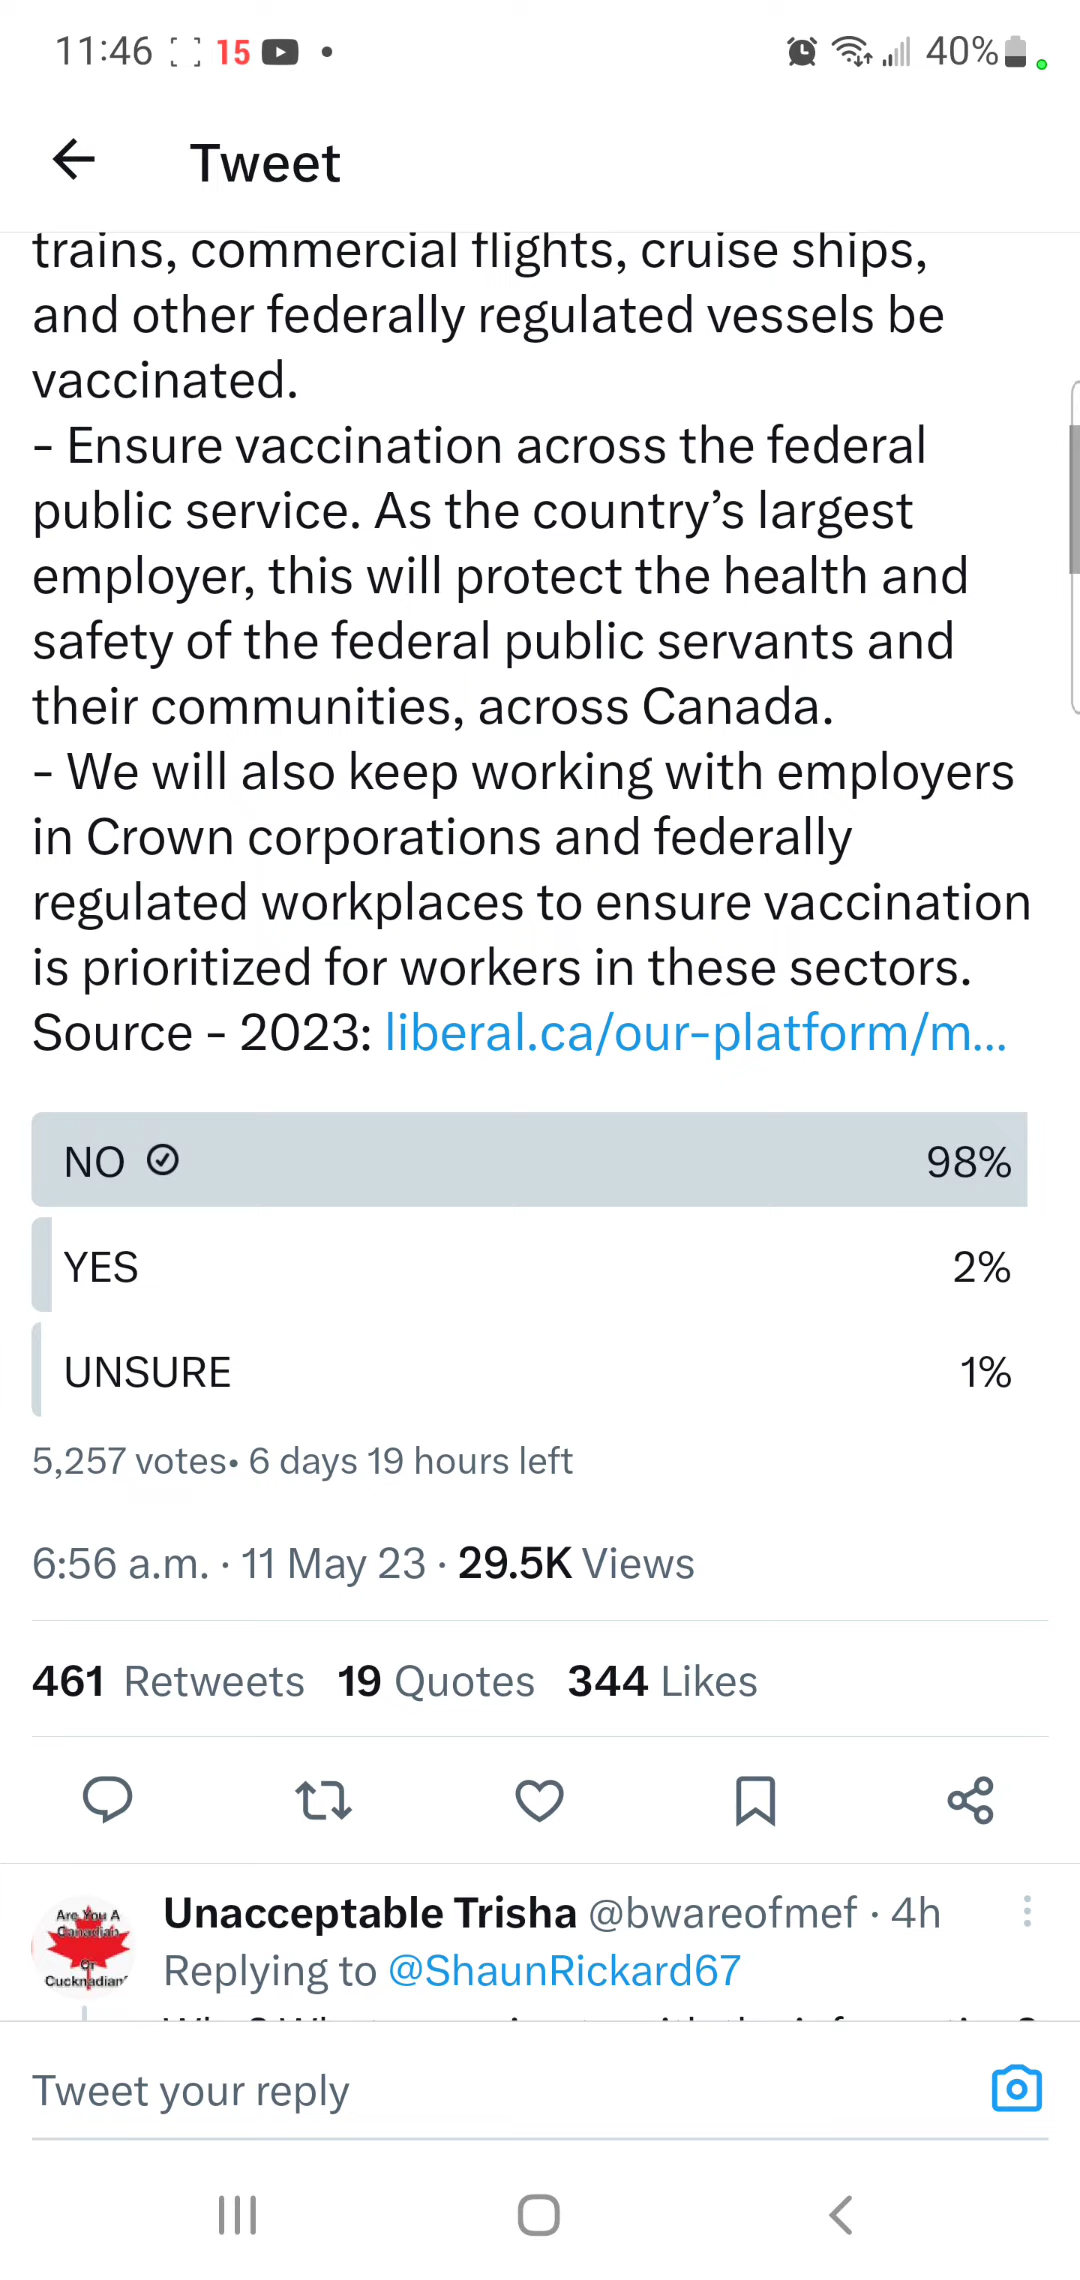 11:46 15 40%
Tweet
trains, commercial flights, cruise ships,
and other federally regulated vessels be
vaccinated.
- Ensure vaccination across the federal
public service. As the country’s largest
employer, this will protect the health and
safety of the federal public servants and
their communities, across Canada.
- We will also keep working with employers
in Crown corporations and federally
regulated workplaces to ensure vaccination
is prioritized for workers in these sectors.
Source - 2023: liberal.ca/our-platform/m...
NO 98%
YES 2%
UNSURE 1%
5,257 votes• 6 days 19 hours left
6:56 a.m. · 11 May 23 · 29.5K Views
461 Retweets 19 Quotes 344 Likes
Are You A
Canadian
Or
Cucknadian
Unacceptable Trisha @bwareofmef · 4h
Replying to @ShaunRickard67
Tweet your reply